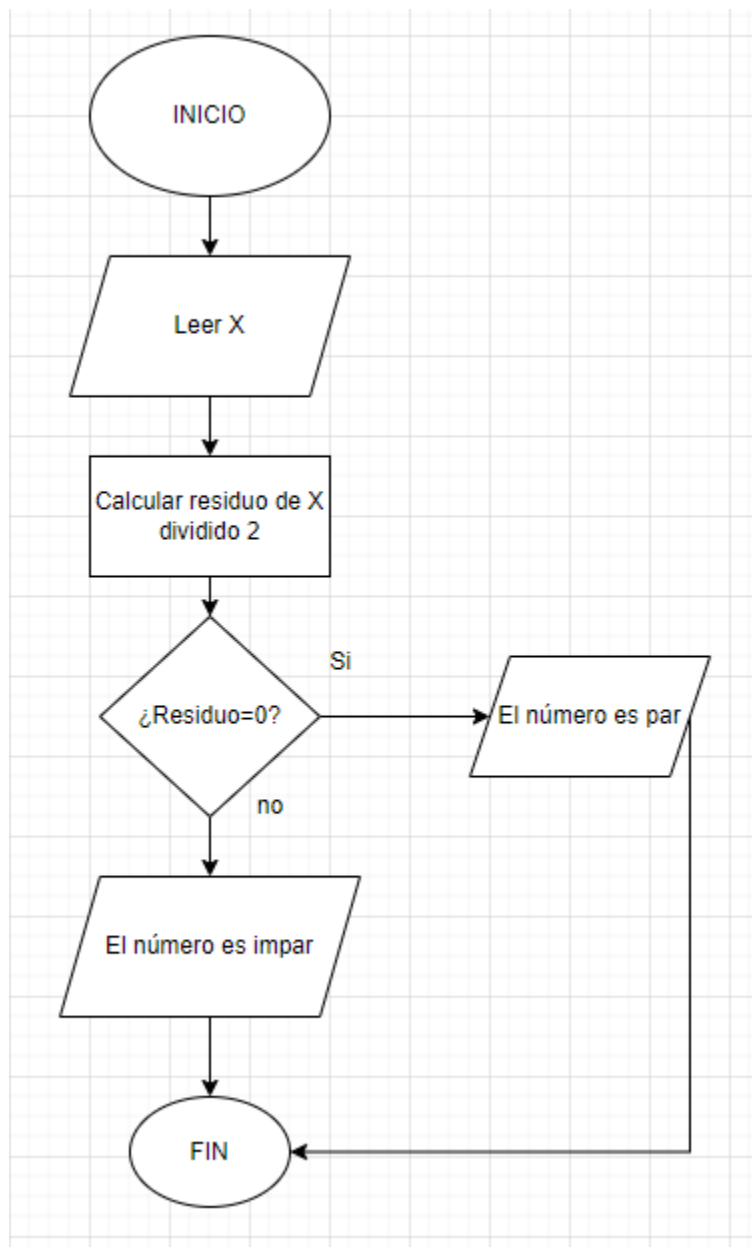 INICIO
Leer X
Calcular residuo de X
dividido 2
¿Residuo=0?
Si
El número es par
no
El número es impar
FIN